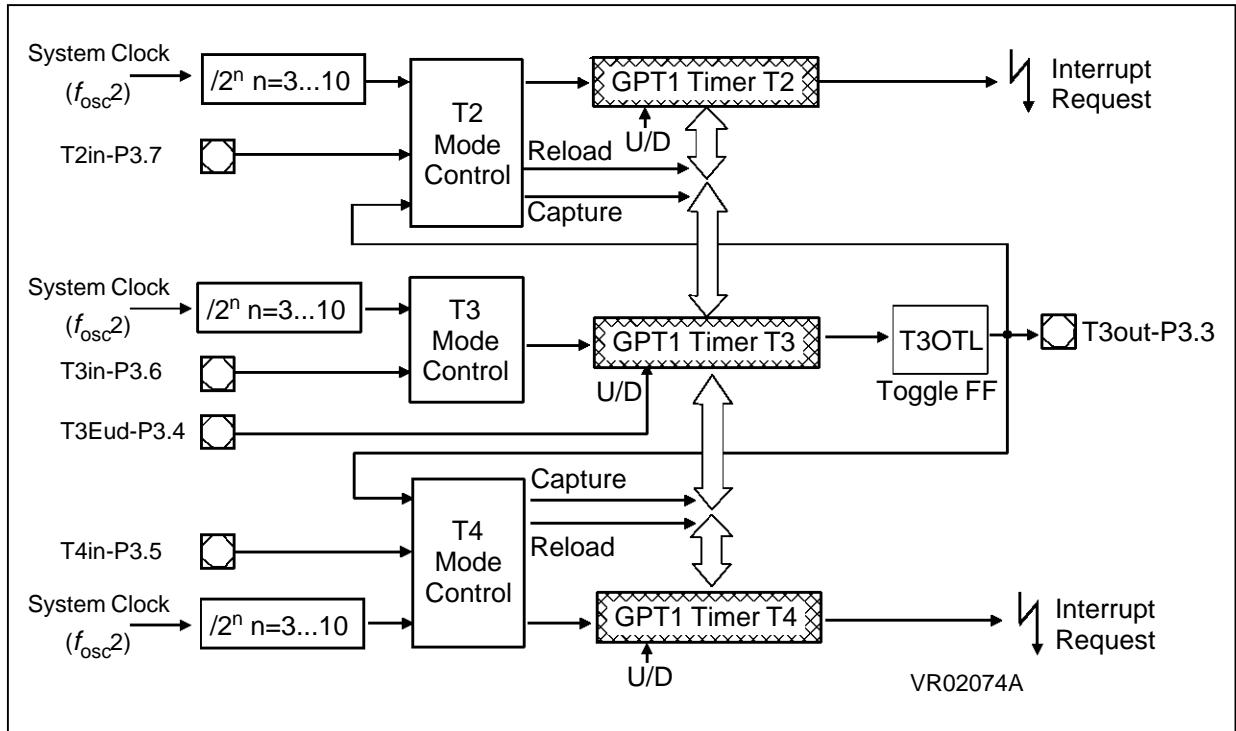 System Clock
(fosc2)
/2ⁿ n=3...10
T2in-P3.7
T2
Mode
Control
Reload
Capture
GPT1 Timer T2
U/D
Interrupt
Request
System Clock
(fosc2)
/2ⁿ n=3...10
T3in-P3.6
T3Eud-P3.4
T3
Mode
Control
GPT1 Timer T3
U/D
T3OTL
Toggle FF
T3out-P3.3
T4in-P3.5
System Clock
(fosc2)
/2ⁿ n=3...10
T4
Mode
Control
Capture
Reload
GPT1 Timer T4
U/D
Interrupt
Request
VR02074A